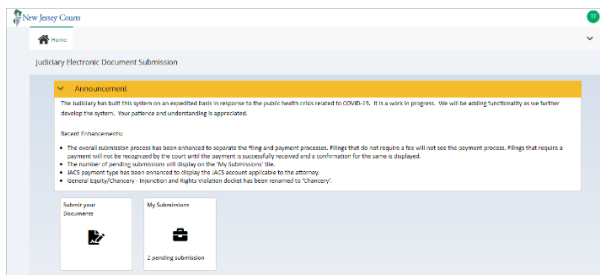 New Jersey Courts
Home
Judiciary Electronic Document Submission
Announcement
The Judiciary has built this system on an expedited basis in response to the public health crisis related to COVID-19. It is a work in progress. We will be adding functionality as we further
develop the system. Your patience and understanding is appreciated.
Recent Enhancements:
The overall submission process has been enhanced to separate the filing and payment processes. Filings that do not require a fee will not see the payment process. Filings that require a
payment will not be recognized by the court until the payment is successfully received and a confirmation for the same is displayed.
The number of pending submissions will display on the 'My Submissions' tile.
JACS payment type has been enhanced to display the JACS account applicable to the attorney.
General Equity/Chancery - Injunction and Rights Violation docket has been renamed to 'Chancery'.
Submit your
Documents
My Submissions
2 pending submission